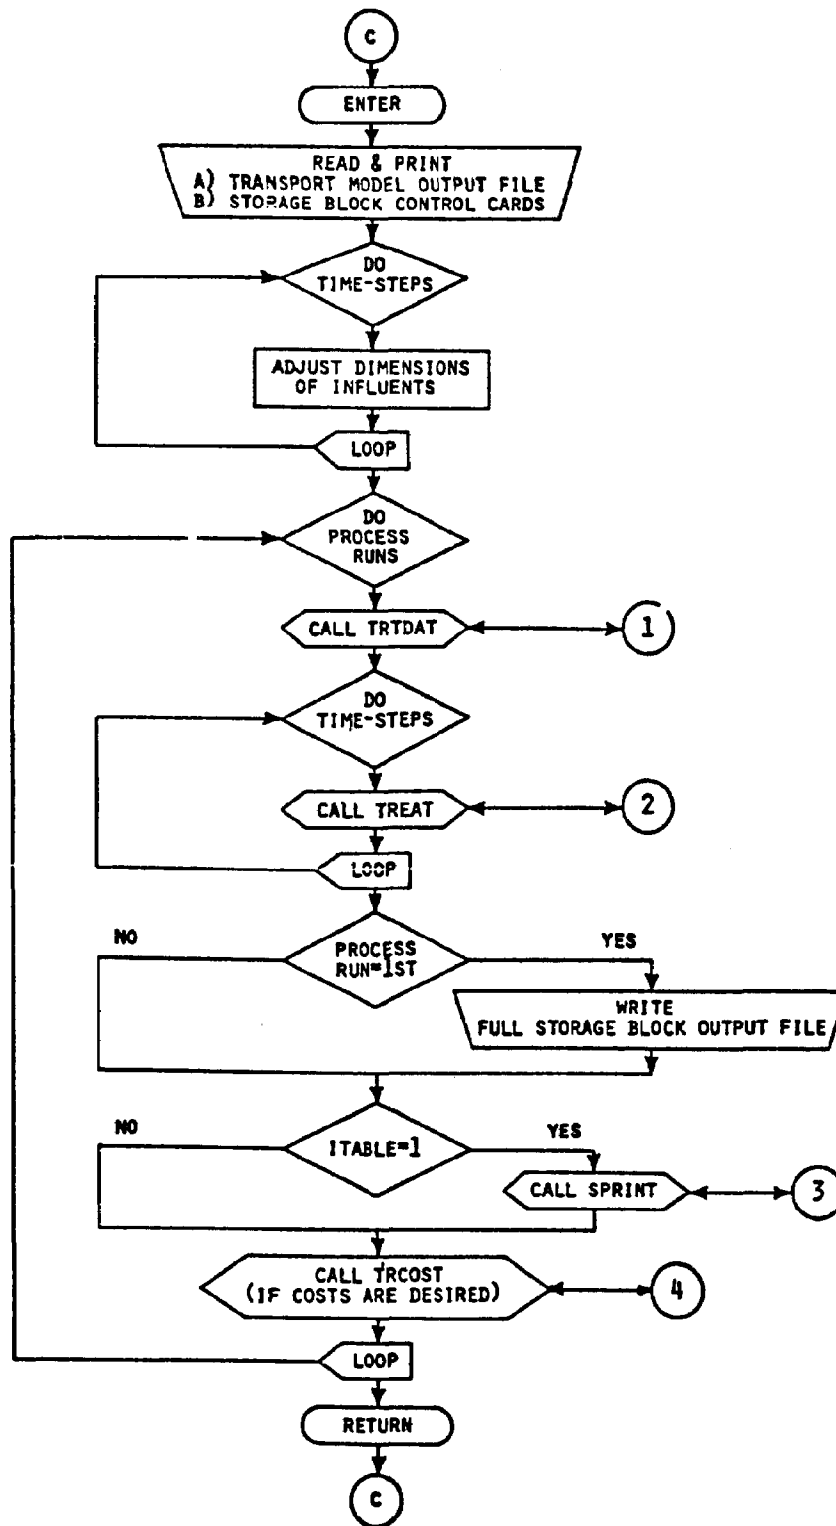 C
ENTER
READ & PRINT
A) TRANSPORT MODEL OUTPUT FILE
B) STORAGE BLOCK CONTROL CARDS
DO
TIME-STEPS
ADJUST DIMENSIONS
OF INFLUENTS
LOOP
DO
PROCESS
RUNS
CALL TRTDAT
1
DO
TIME-STEPS
CALL TREAT
2
LOOP
NO
PROCESS
RUN=1ST
YES
WRITE
FULL STORAGE BLOCK OUTPUT FILE
NO
ITABLE=1
YES
CALL SPRINT
3
CALL TRCOST
(IF COSTS ARE DESIRED)
4
LOOP
RETURN
C